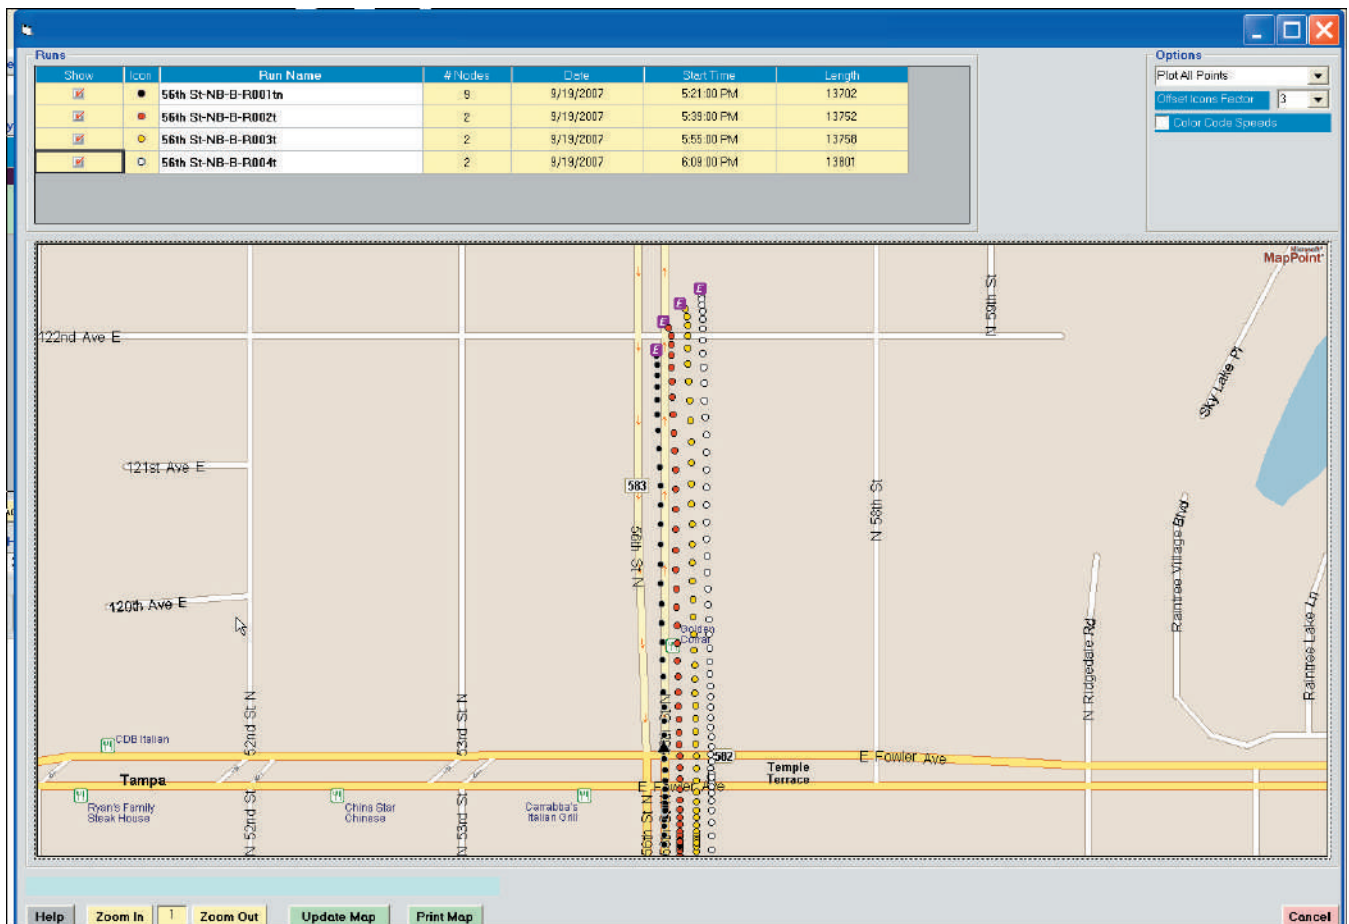 Runs
Options
Show Icon Run Name # Nodes Date Start Time Length
56th St-NB-B-R001tn 9 9/19/2007 5:21:00 PM 13702
56th St-NB-B-R002t 2 9/19/2007 5:39:00 PM 13752
56th St-NB-B-R003t 2 9/19/2007 5:55:00 PM 13758
56th St-NB-B-R004t 2 9/19/2007 6:09:00 PM 13801
Plot All Points
Offset Icons Factor 3
Color Code Speeds
Microsoft
MapPoint
N 59th St
E
E
E
E
122nd Ave E
Sky Lake Pl
121st Ave E
583
N 58th St
56th St N
Raintree Village Blvd
120th Ave E
Golden
Corral
Raintree Lake Ln
N Ridgedale Rd
52nd St N
53rd St N
CDB Italian
582
E Fowler Ave
Tampa
Temple
Terrace
E Fowler Ave
Ryan's Family
Steak House
China Star
Chinese
Carrabba's
Italian Grill
N 52nd St
N 53rd St
56th St N
Help Zoom In 1 Zoom Out Update Map Print Map Cancel